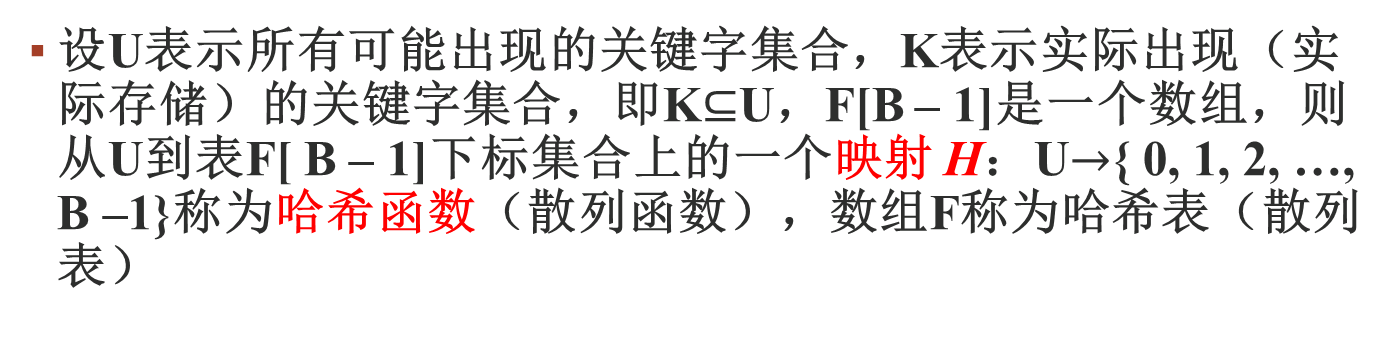 ▪ 设U表示所有可能出现的关键字集合，K表示实际出现（实
际存储）的关键字集合，即K⊆U，F[B – 1]是一个数组，则
从U到表F[ B – 1]下标集合上的一个映射 H：U→{ 0, 1, 2, …,
B –1}称为哈希函数（散列函数），数组F称为哈希表（散列
表）